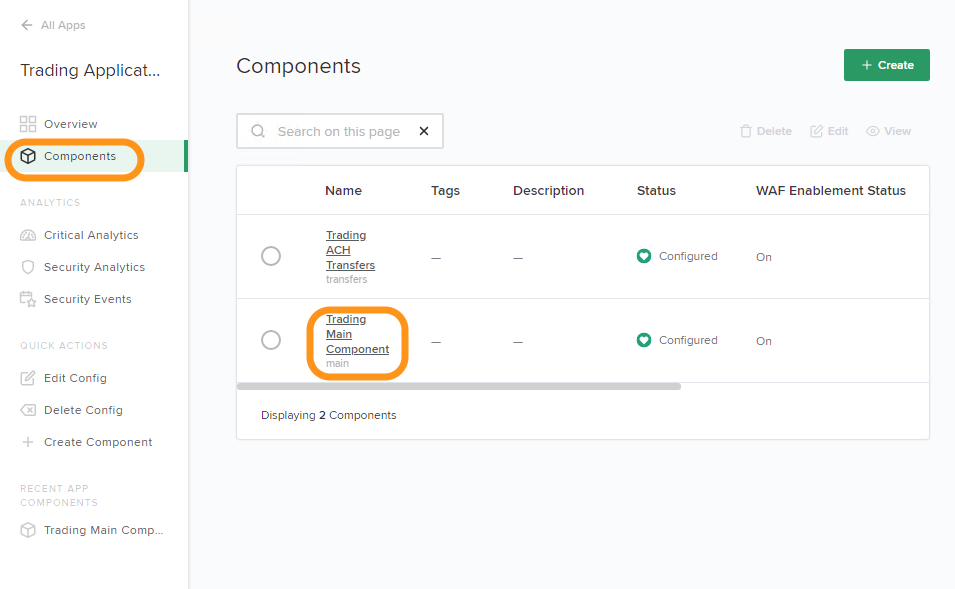 All Apps
Trading Applicat...
Overview
Components
ANALYTICS
Critical Analytics
Security Analytics
Security Events
QUICK ACTIONS
Edit Config
Delete Config
Create Component
RECENT APP
COMPONENTS
Trading Main Comp...
Components
+ Create
Search on this page
Delete Edit View
Name Tags Description Status WAF Enablement Status
Trading
ACH
Transfers
transfers
— — Configured On
Trading
Main
Component
main
— — Configured On
Displaying 2 Components